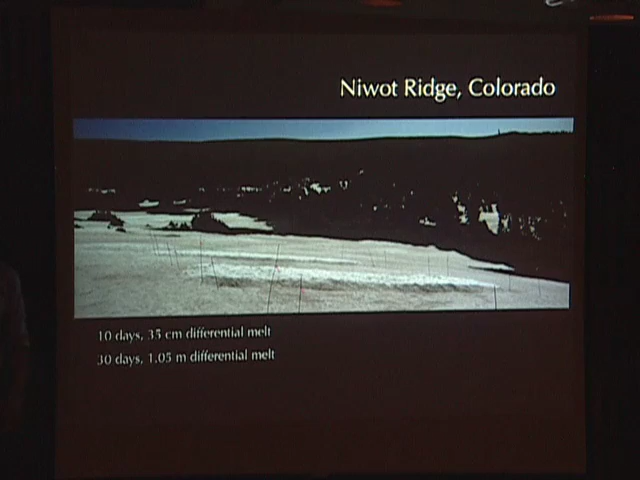 Niwot Ridge, Colorado
10 days, 35 cm differential melt
30 days, 1.05 m differential melt